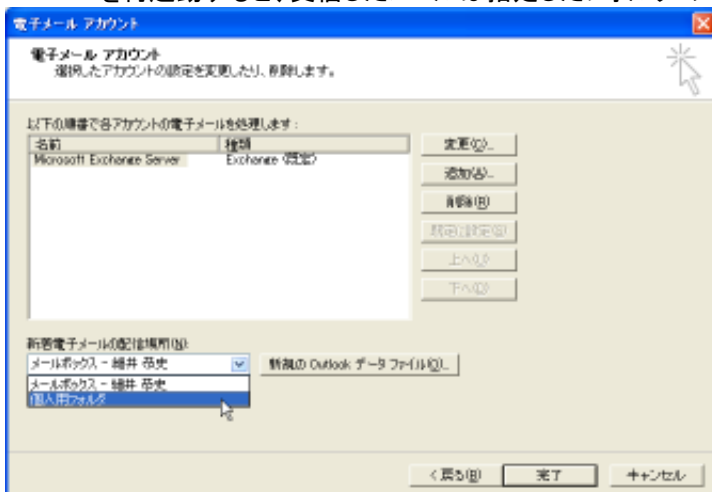 電子メール アカウント
電子メール アカウント
選択したアカウントの設定を変更したり、削除します。
以下の順番で各アカウントの電子メールを処理します:
名前 種類
Microsoft Exchange Server Exchange (既定)
変更(C)...
追加(A)...
削除(R)
既定に設定(S)
上へ(U)
下へ(D)
新着電子メールの配信場所(N):
メールボックス - 細井 恭史
新規の Outlook データ ファイル(O)...
メールボックス - 細井 恭史
個人用フォルダ
< 戻る(B)
完了
キャンセル